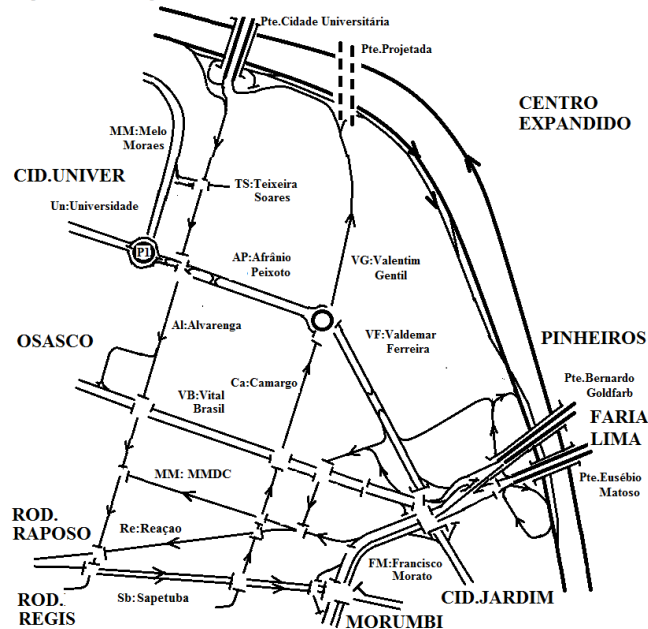 Pte.Cidade Universitária
Pte.Projetada
CENTRO
EXPANDIDO
MM:Melo
Moraes
CID.UNIVER
TS:Teixeira
Soares
Un:Universidade
P1
AP:Afrânio
Peixoto
VG:Valentim
Gentil
OSASCO
Al:Alvarenga
VF:Valdemar
Ferreira
PINHEIROS
Pte.Bernardo
Goldfarb
VB:Vital
Brasil
Ca:Camargo
FARIA
LIMA
Pte.Eusébio
Matoso
MM: MMDC
ROD.
RAPOSO
Re:Reaçao
FM:Francisco
Morato
ROD.
REGIS
Sb:Sapetuba
MORUMBI
CID.JARDIM